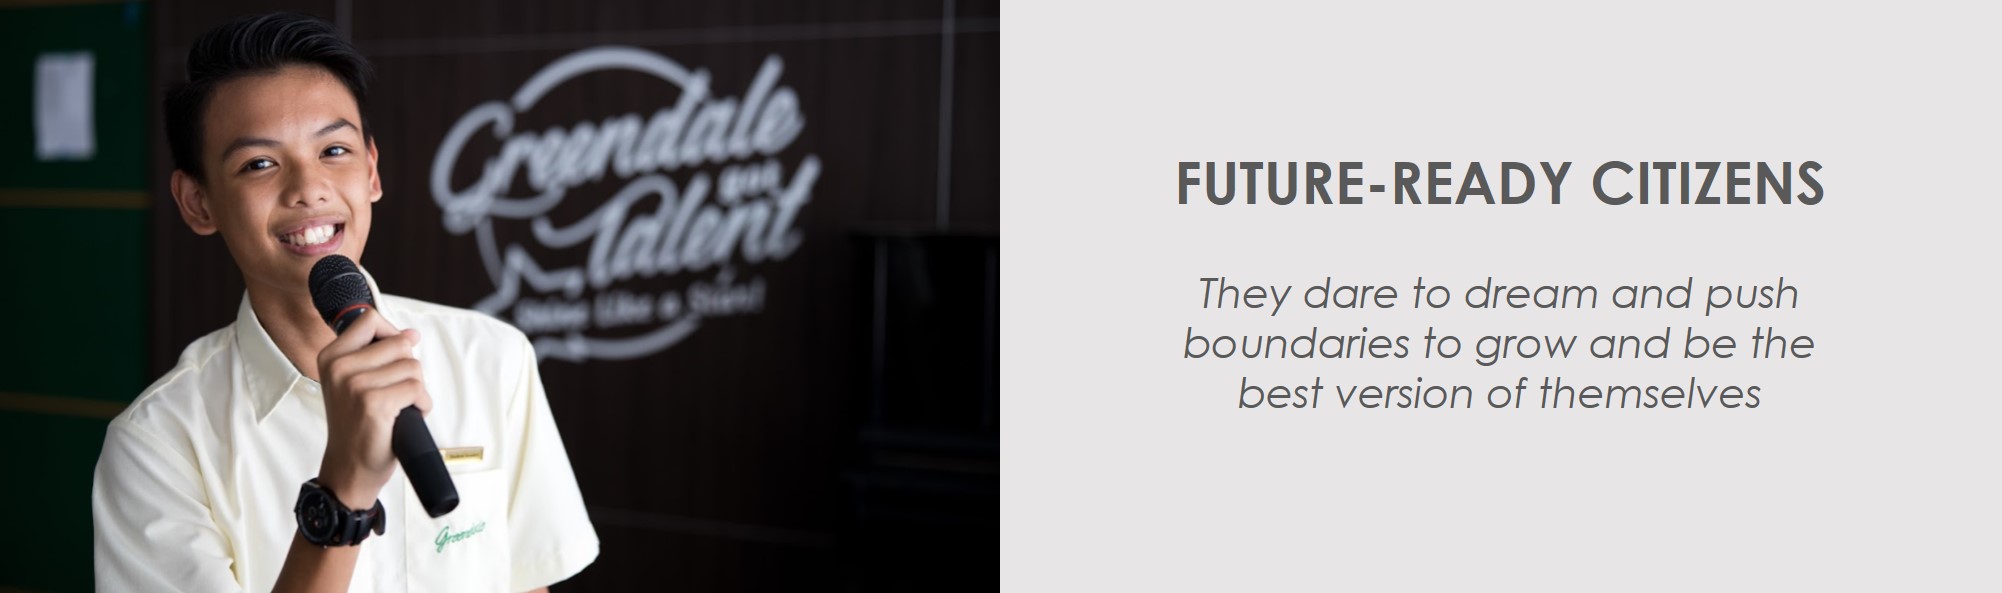 Greendale
has
Talent
Shine Like a Star!
Greendale
FUTURE-READY CITIZENS
They dare to dream and push
boundaries to grow and be the
best version of themselves